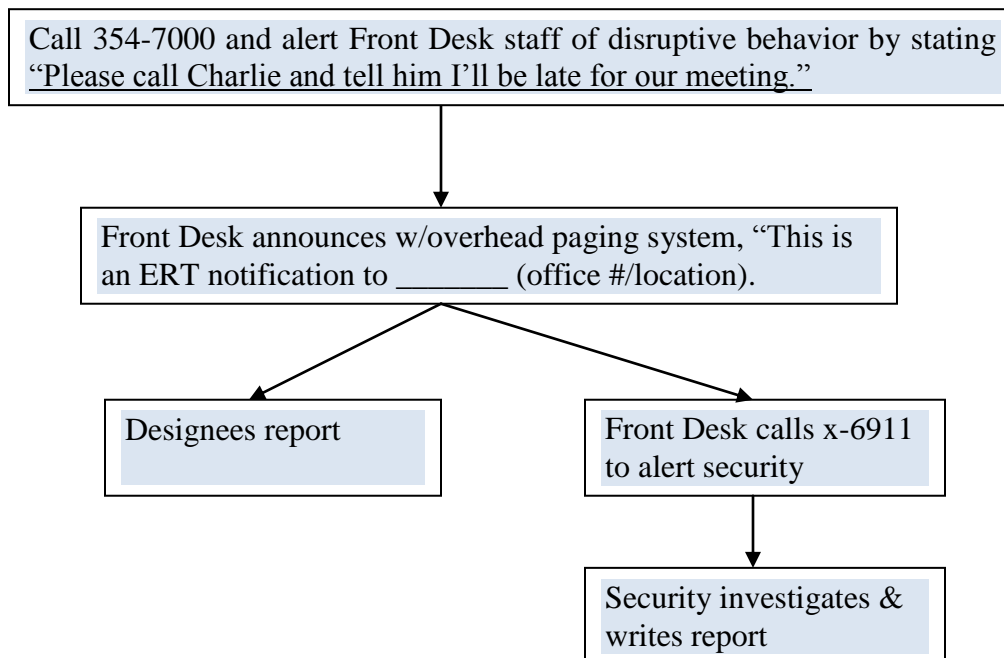 Call 354-7000 and alert Front Desk staff of disruptive behavior by stating
“Please call Charlie and tell him I’ll be late for our meeting.”
Front Desk announces w/overhead paging system, “This is
an ERT notification to _______ (office #/location).
Designees report
Front Desk calls x-6911
to alert security
Security investigates &
writes report